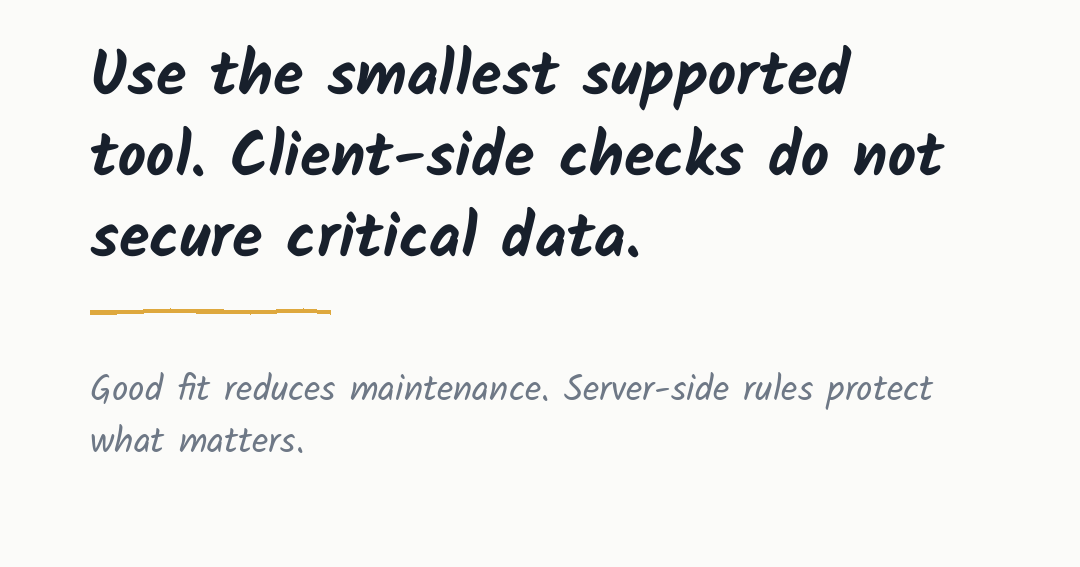 Use the smallest supported
tool. Client-side checks do not
secure critical data.
Good fit reduces maintenance. Server-side rules protect
what matters.